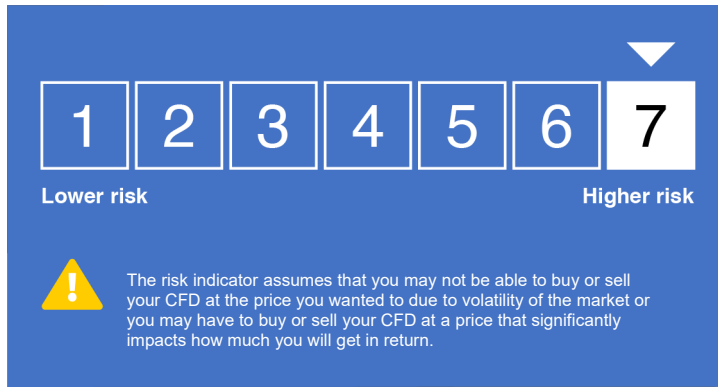 1 2 3 4 5 6 7
Lower risk Higher risk
!
The risk indicator assumes that you may not be able to buy or sell
your CFD at the price you wanted to due to volatility of the market or
you may have to buy or sell your CFD at a price that significantly
impacts how much you will get in return.